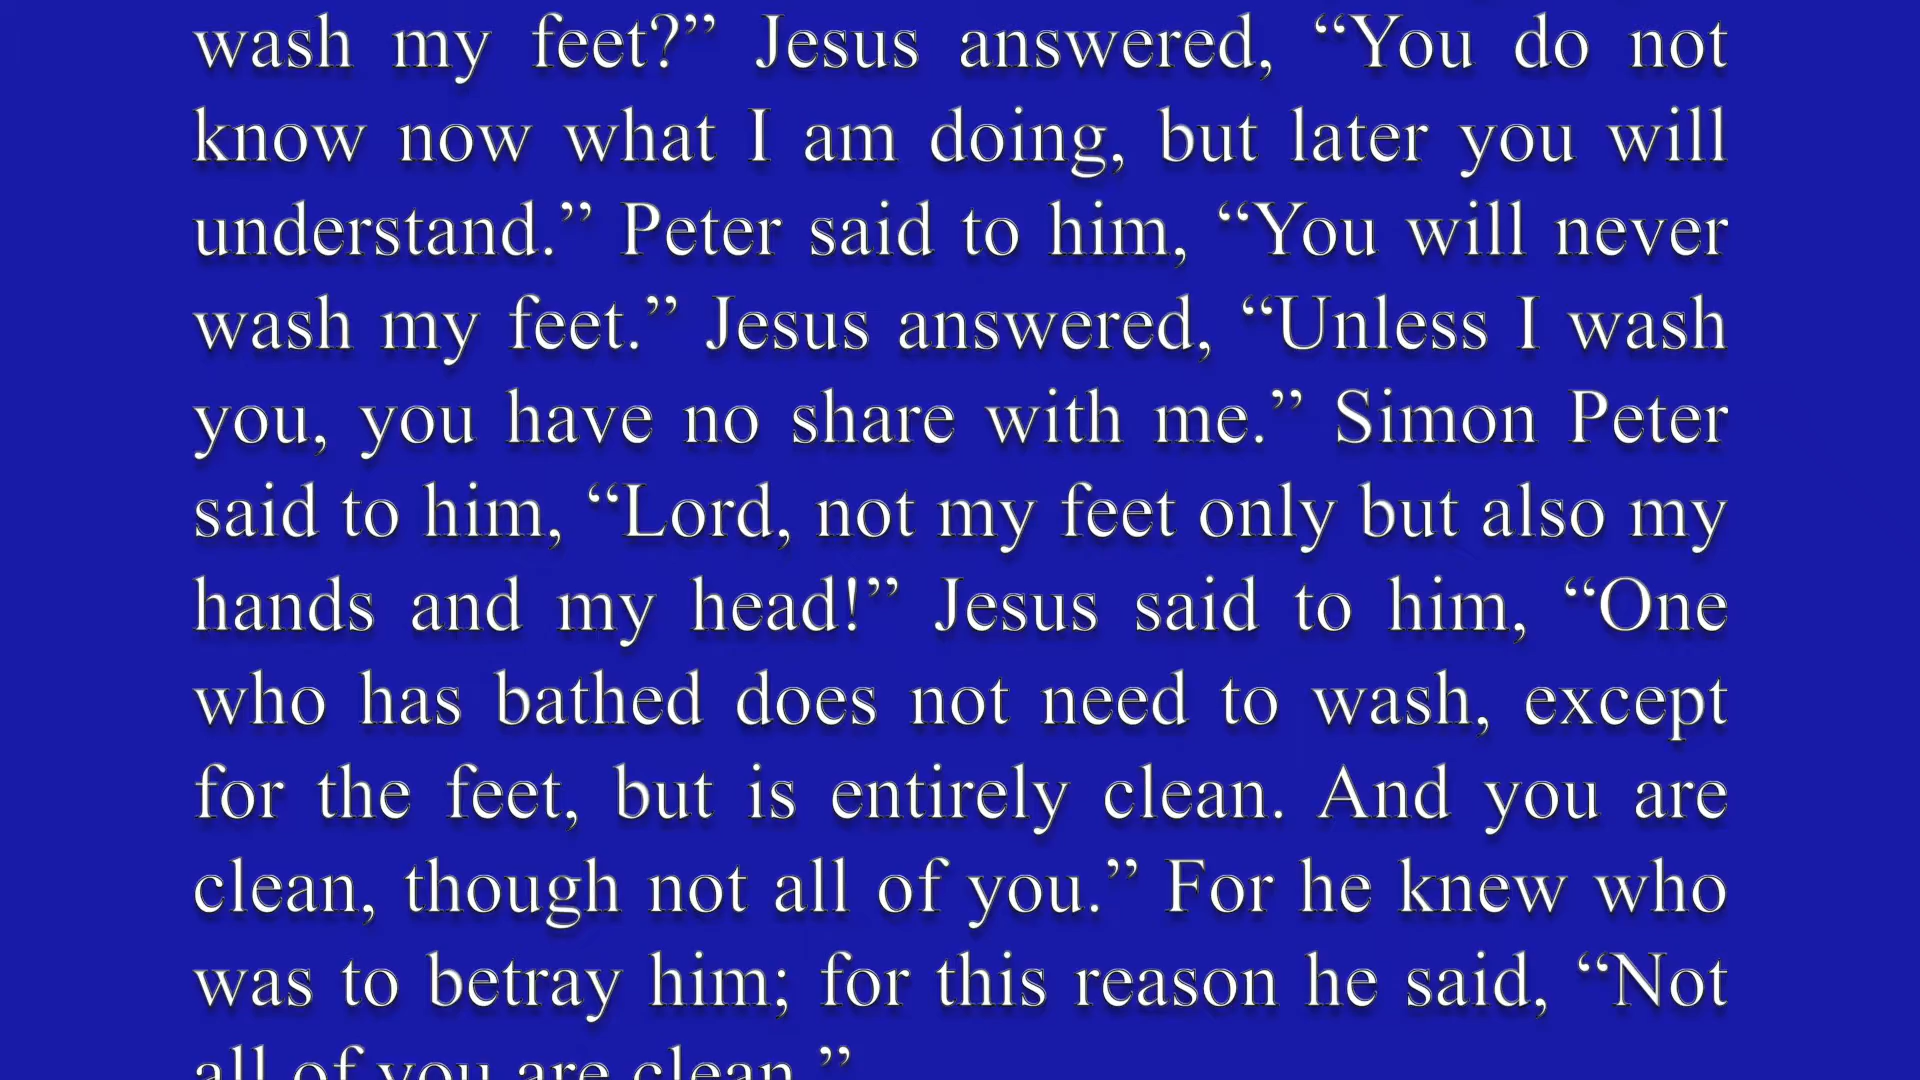 wash my feet?” Jesus answered, “You do not
know now what I am doing, but later you will
understand.” Peter said to him, “You will never
wash my feet.” Jesus answered, “Unless I wash
you, you have no share with me.” Simon Peter
said to him, “Lord, not my feet only but also my
hands and my head!” Jesus said to him, “One
who has bathed does not need to wash, except
for the feet, but is entirely clean. And you are
clean, though not all of you.” For he knew who
was to betray him; for this reason he said, “Not
all of you are clean.”